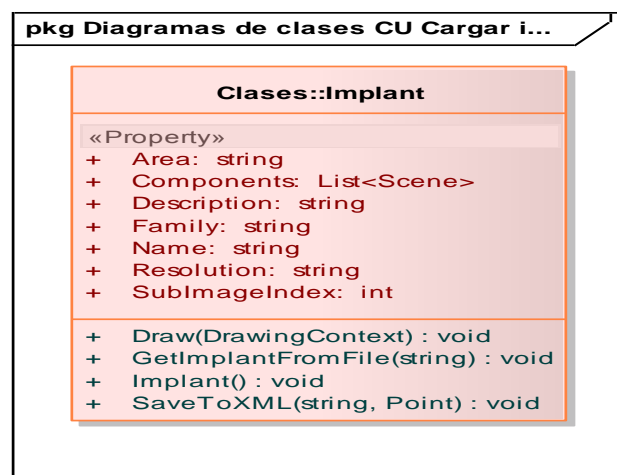 pkg Diagramas de clases CU Cargar i...
Clases::Implant
«Property»
+ Area: string
+ Components: List<Scene>
+ Description: string
+ Family: string
+ Name: string
+ Resolution: string
+ SubImageIndex: int
+ Draw(DrawingContext) : void
+ GetImplantFromFile(string) : void
+ Implant() : void
+ SaveToXML(string, Point) : void